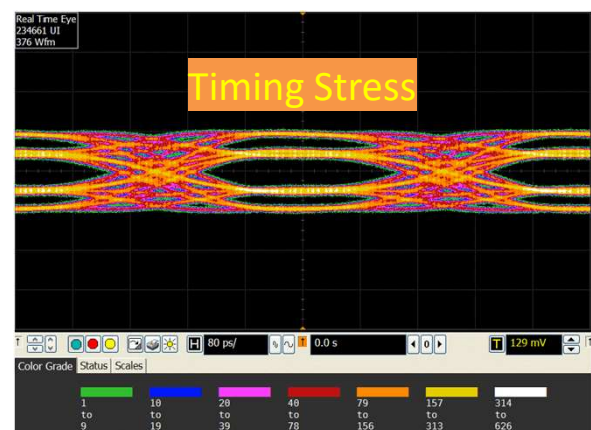 Real Time Eye
234661 UI
376 Wfm
Timing Stress
H 80 ps/ 0.0 s 0 T 129 mV
Color Grade Status Scales
1 10 20 40 79 157 314
to to to to to to to
9 19 39 78 156 313 626